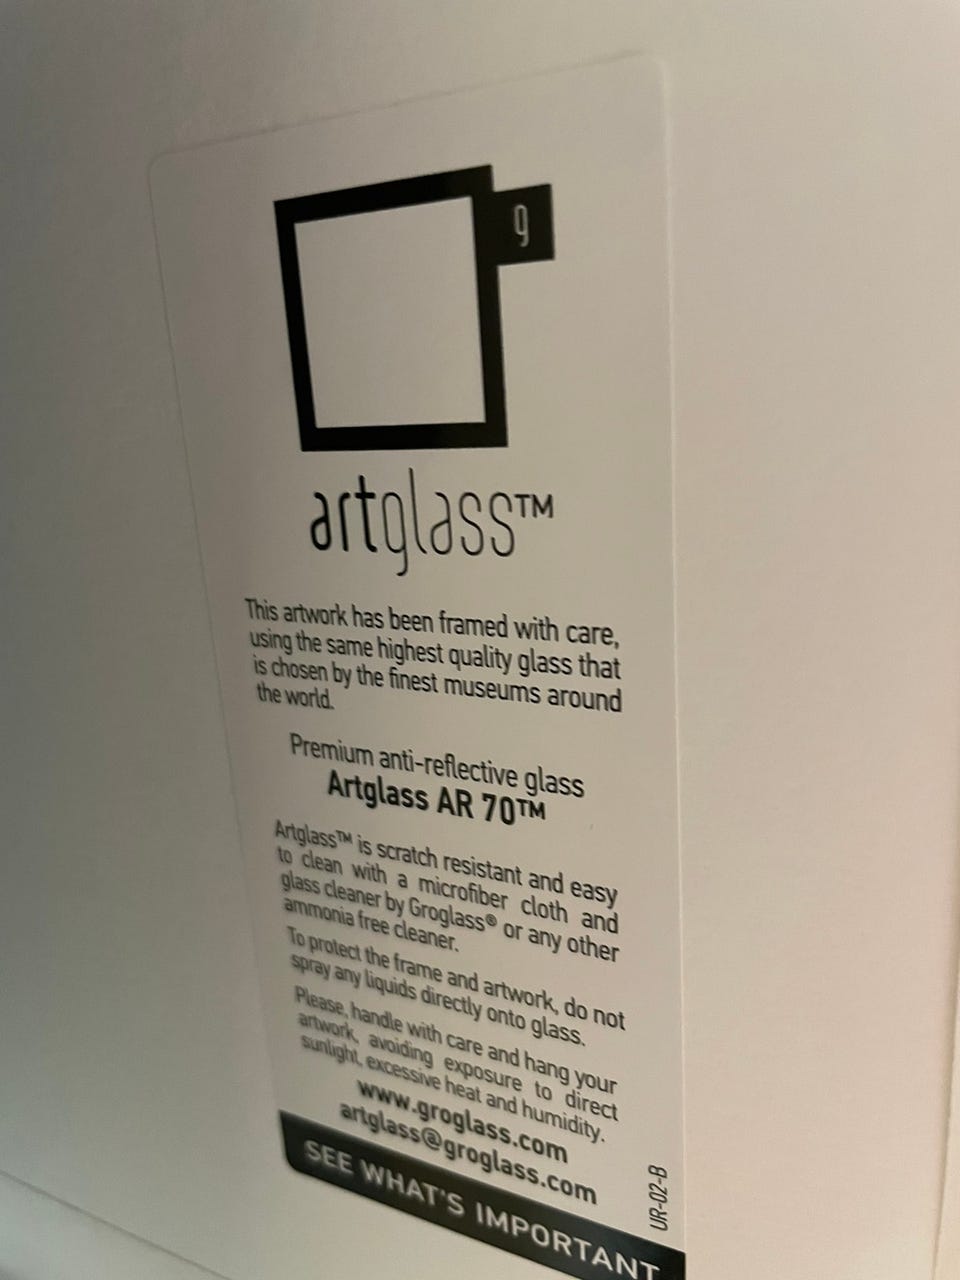 g
artglass™
This artwork has been framed with care,
using the same highest quality glass that
is chosen by the finest museums around
the world.
Premium anti-reflective glass
Artglass AR 70™
Artglass™ is scratch resistant and easy
to clean with a microfiber cloth and
glass cleaner by Groglass® or any other
ammonia free cleaner.
To protect the frame and artwork, do not
spray any liquids directly onto glass.
Please, handle with care and hang your
artwork, avoiding exposure to direct
sunlight, excessive heat and humidity.
www.groglass.com
artglass@groglass.com
UR-02-B
SEE WHAT'S IMPORTANT